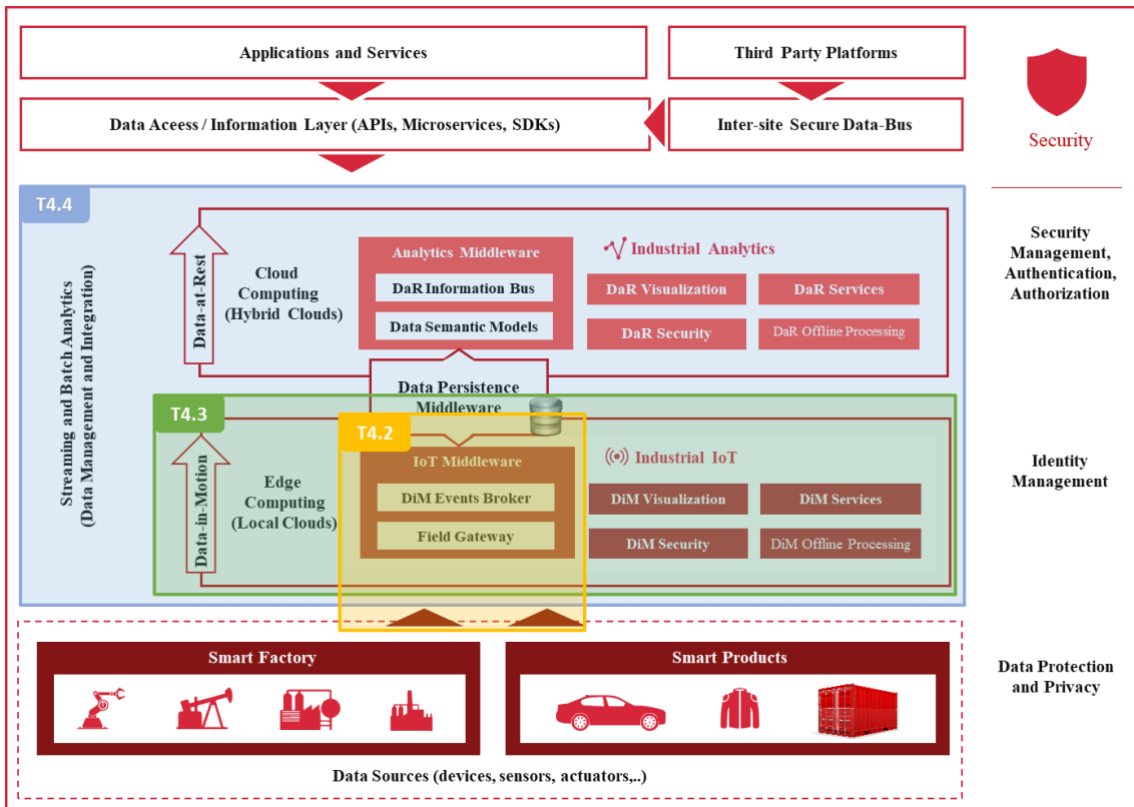 Applications and Services
Third Party Platforms
Data Aceess / Information Layer (APIs, Microservices, SDKs)
Inter-site Secure Data-Bus
Security
T4.4
Streaming and Batch Analytics
(Data Management and Integration)
Data-at-Rest
Cloud
Computing
(Hybrid Clouds)
Analytics Middleware
DaR Information Bus
Data Semantic Models
Industrial Analytics
DaR Visualization
DaR Services
DaR Security
DaR Offline Processing
Security
Management,
Authentication,
Authorization
Data Persistence
Middleware
T4.3
T4.2
Data-in-Motion
Edge
Computing
(Local Clouds)
IoT Middleware
DiM Events Broker
Field Gateway
Industrial IoT
DiM Visualization
DiM Services
DiM Security
DiM Offline Processing
Identity
Management
Smart Factory
Smart Products
Data Protection
and Privacy
Data Sources (devices, sensors, actuators,..)